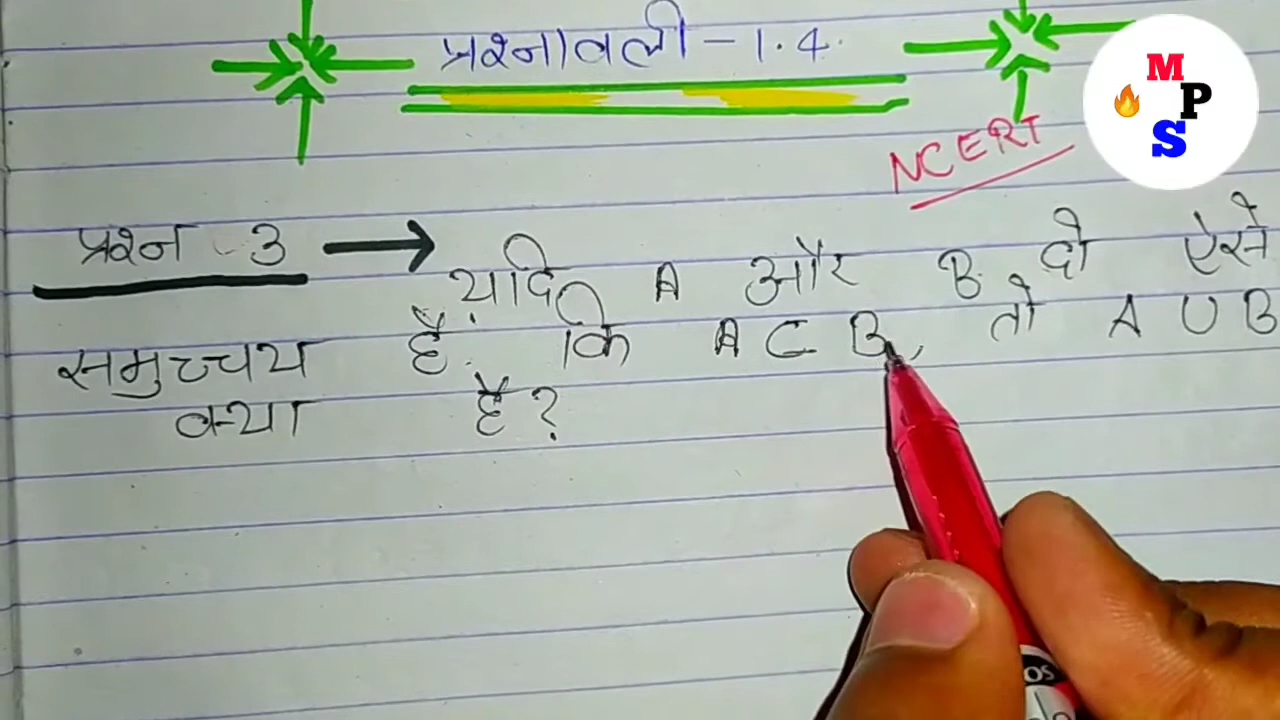 प्रश्नावली - 1.4
M
P
S
NCERT
प्रश्न - 3 → यदि A और B दो ऐसे
समुच्चय हैं कि A ⊂ B, तो A ∪ B
क्या है?